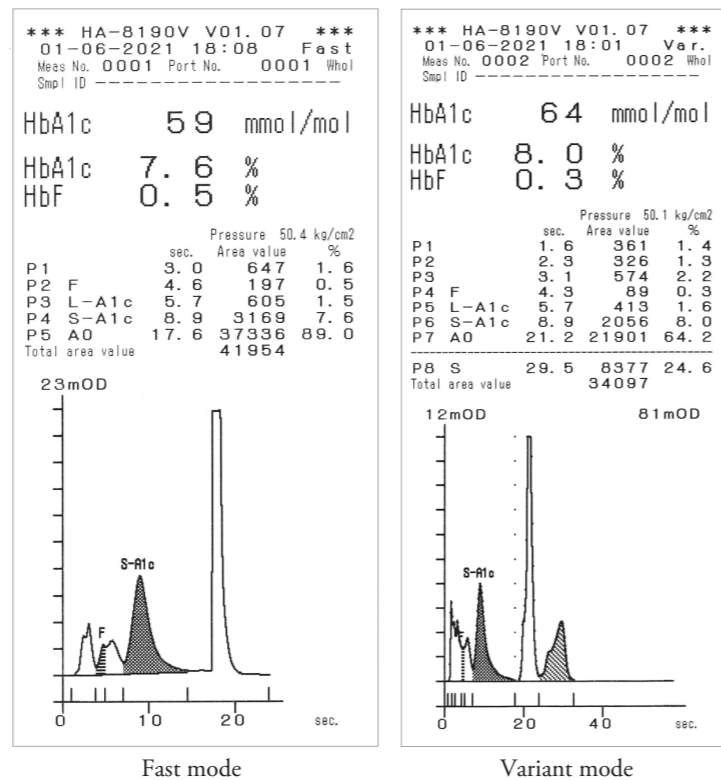 *** HA-8190V V01.07 ***
01-06-2021 18:08 Fast
Meas No. 0001 Port No. 0001 Whol
Smpl ID --------------------
HbA1c 59 mmol/mol
HbA1c 7.6 %
HbF 0.5 %
Pressure 50.4 kg/cm2
sec. Area value %
P1 3.0 647 1.6
P2 F 4.6 197 0.5
P3 L-A1c 5.7 605 1.5
P4 S-A1c 8.9 3169 7.6
P5 A0 17.6 37336 89.0
Total area value 41954
23mOD
S-A1c
F
0 10 20 sec.
Fast mode
*** HA-8190V V01.07 ***
01-06-2021 18:01 Var.
Meas No. 0002 Port No. 0002 Whol
Smpl ID --------------------
HbA1c 64 mmol/mol
HbA1c 8.0 %
HbF 0.3 %
Pressure 50.1 kg/cm2
sec. Area value %
P1 1.6 361 1.4
P2 2.3 326 1.3
P3 3.1 574 2.2
P4 F 4.3 89 0.3
P5 L-A1c 5.7 413 1.6
P6 S-A1c 8.9 2056 8.0
P7 A0 21.2 21901 64.2
P8 S 29.5 8377 24.6
Total area value 34097
12mOD 81mOD
S-A1c
F
0 20 40 sec.
Variant mode